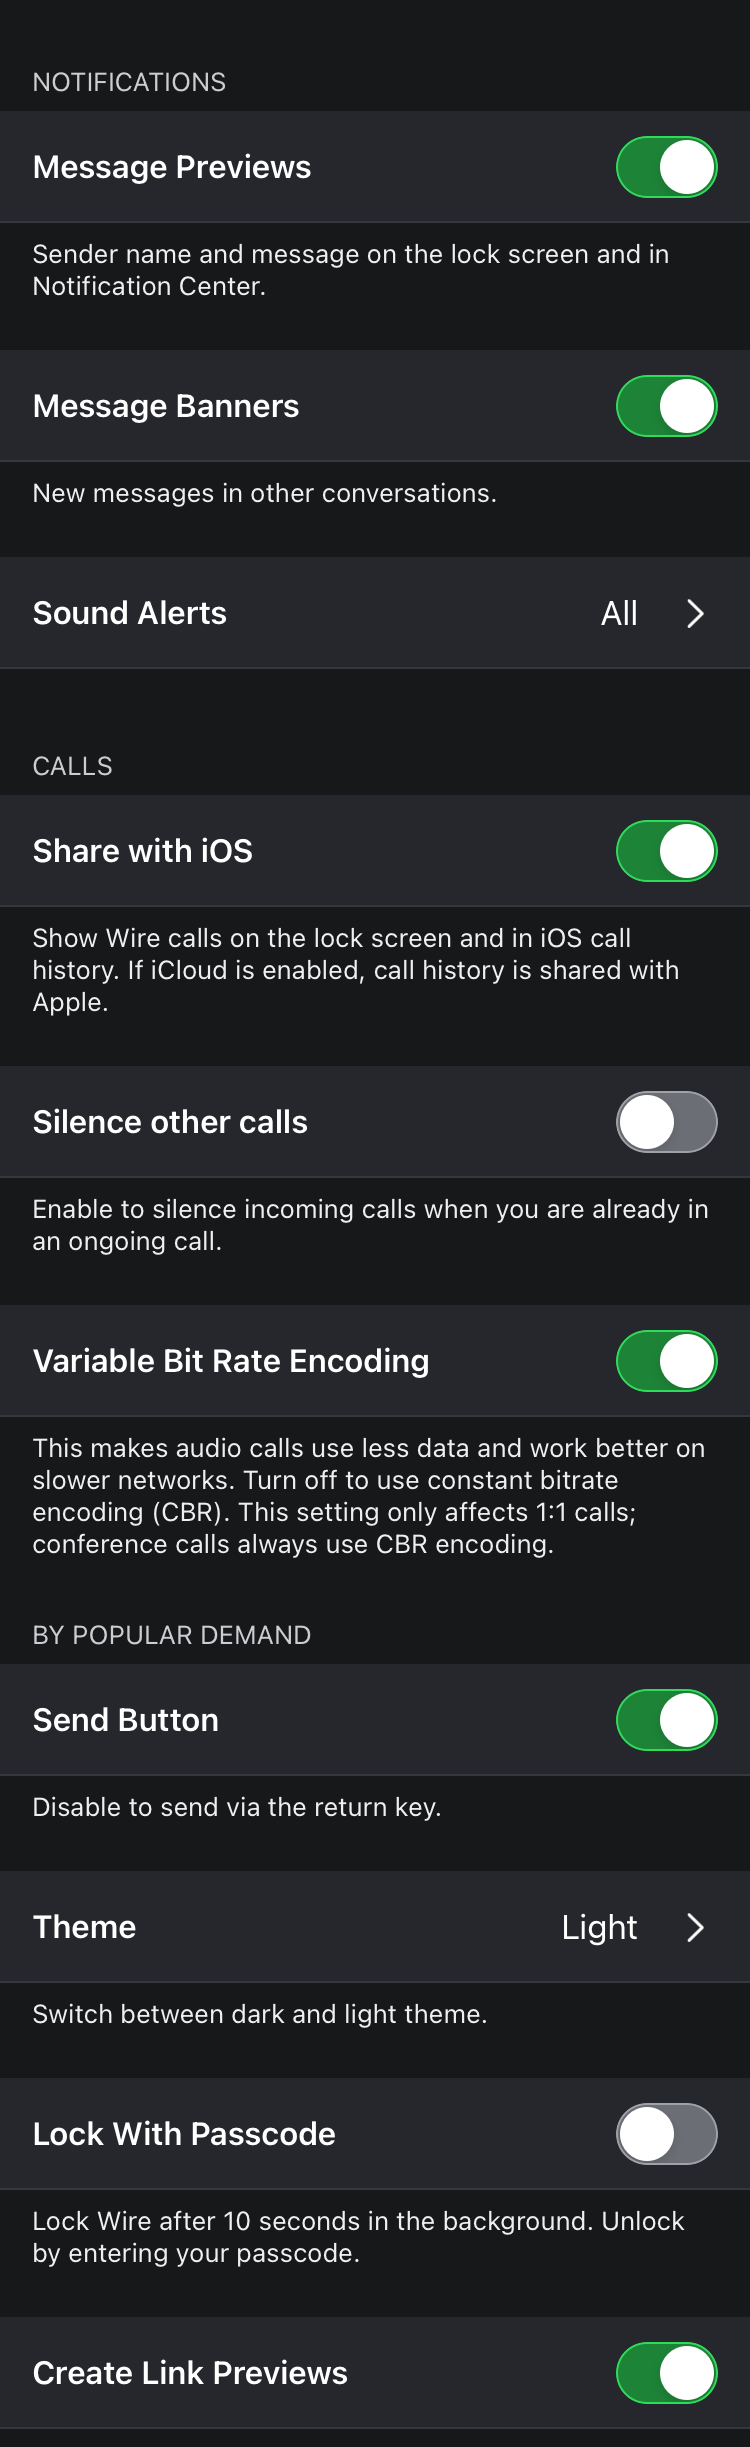 NOTIFICATIONS
Message Previews
Sender name and message on the lock screen and in
Notification Center.
Message Banners
New messages in other conversations.
Sound Alerts All
CALLS
Share with iOS
Show Wire calls on the lock screen and in iOS call
history. If iCloud is enabled, call history is shared with
Apple.
Silence other calls
Enable to silence incoming calls when you are already in
an ongoing call.
Variable Bit Rate Encoding
This makes audio calls use less data and work better on
slower networks. Turn off to use constant bitrate
encoding (CBR). This setting only affects 1:1 calls;
conference calls always use CBR encoding.
BY POPULAR DEMAND
Send Button
Disable to send via the return key.
Theme Light
Switch between dark and light theme.
Lock With Passcode
Lock Wire after 10 seconds in the background. Unlock
by entering your passcode.
Create Link Previews